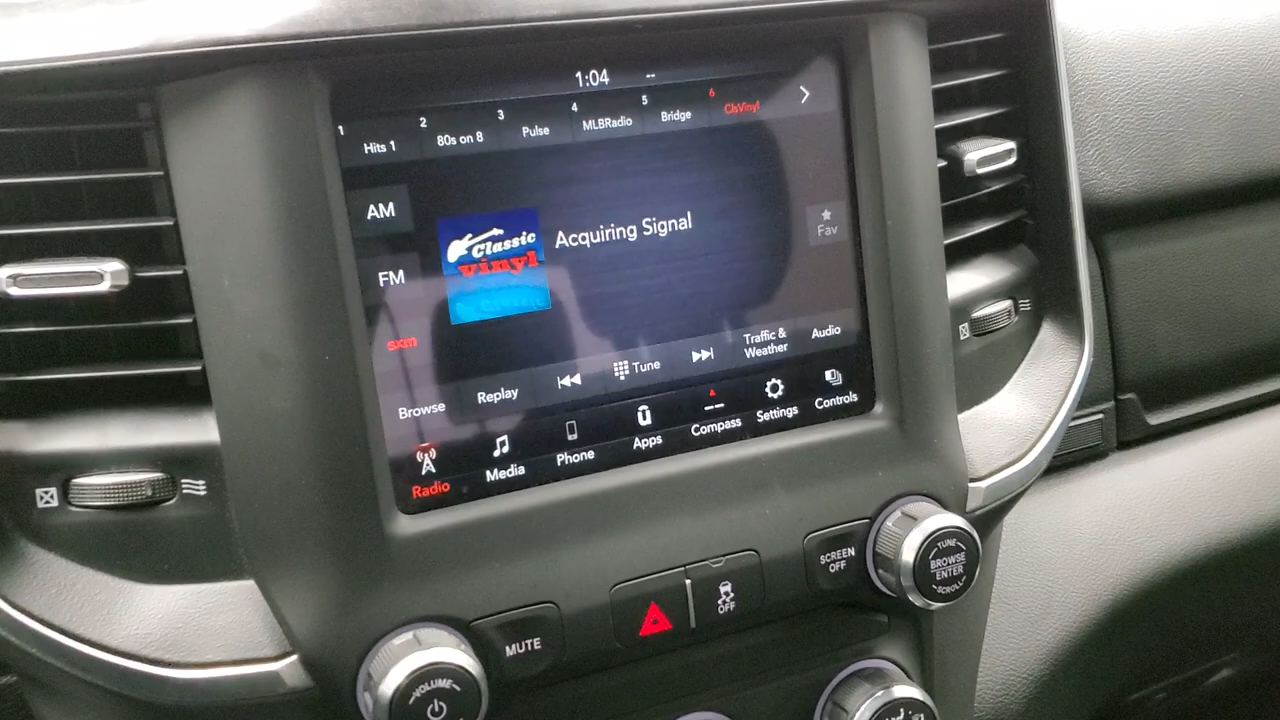 1:04 --
1 Hits 1
2 80s on 8
3 Pulse
4 MLBRadio
5 Bridge
6 ClsVinyl
AM
FM
sxm
Classic
vinyl
Acquiring Signal
Fav
Browse
Replay
Tune
Traffic &
Weather
Audio
Radio
Media
Phone
Apps
Compass
Settings
Controls
MUTE
OFF
SCREEN
OFF
TUNE
BROWSE
ENTER
SCROLL
VOLUME